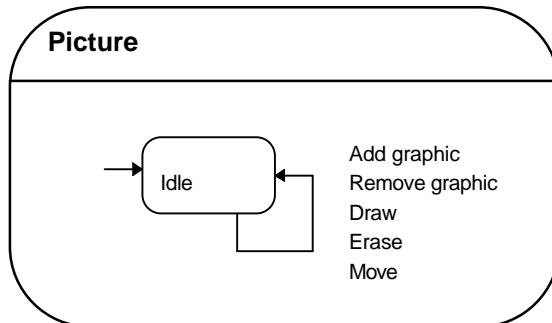 Picture
Idle
Add graphic
Remove graphic
Draw
Erase
Move